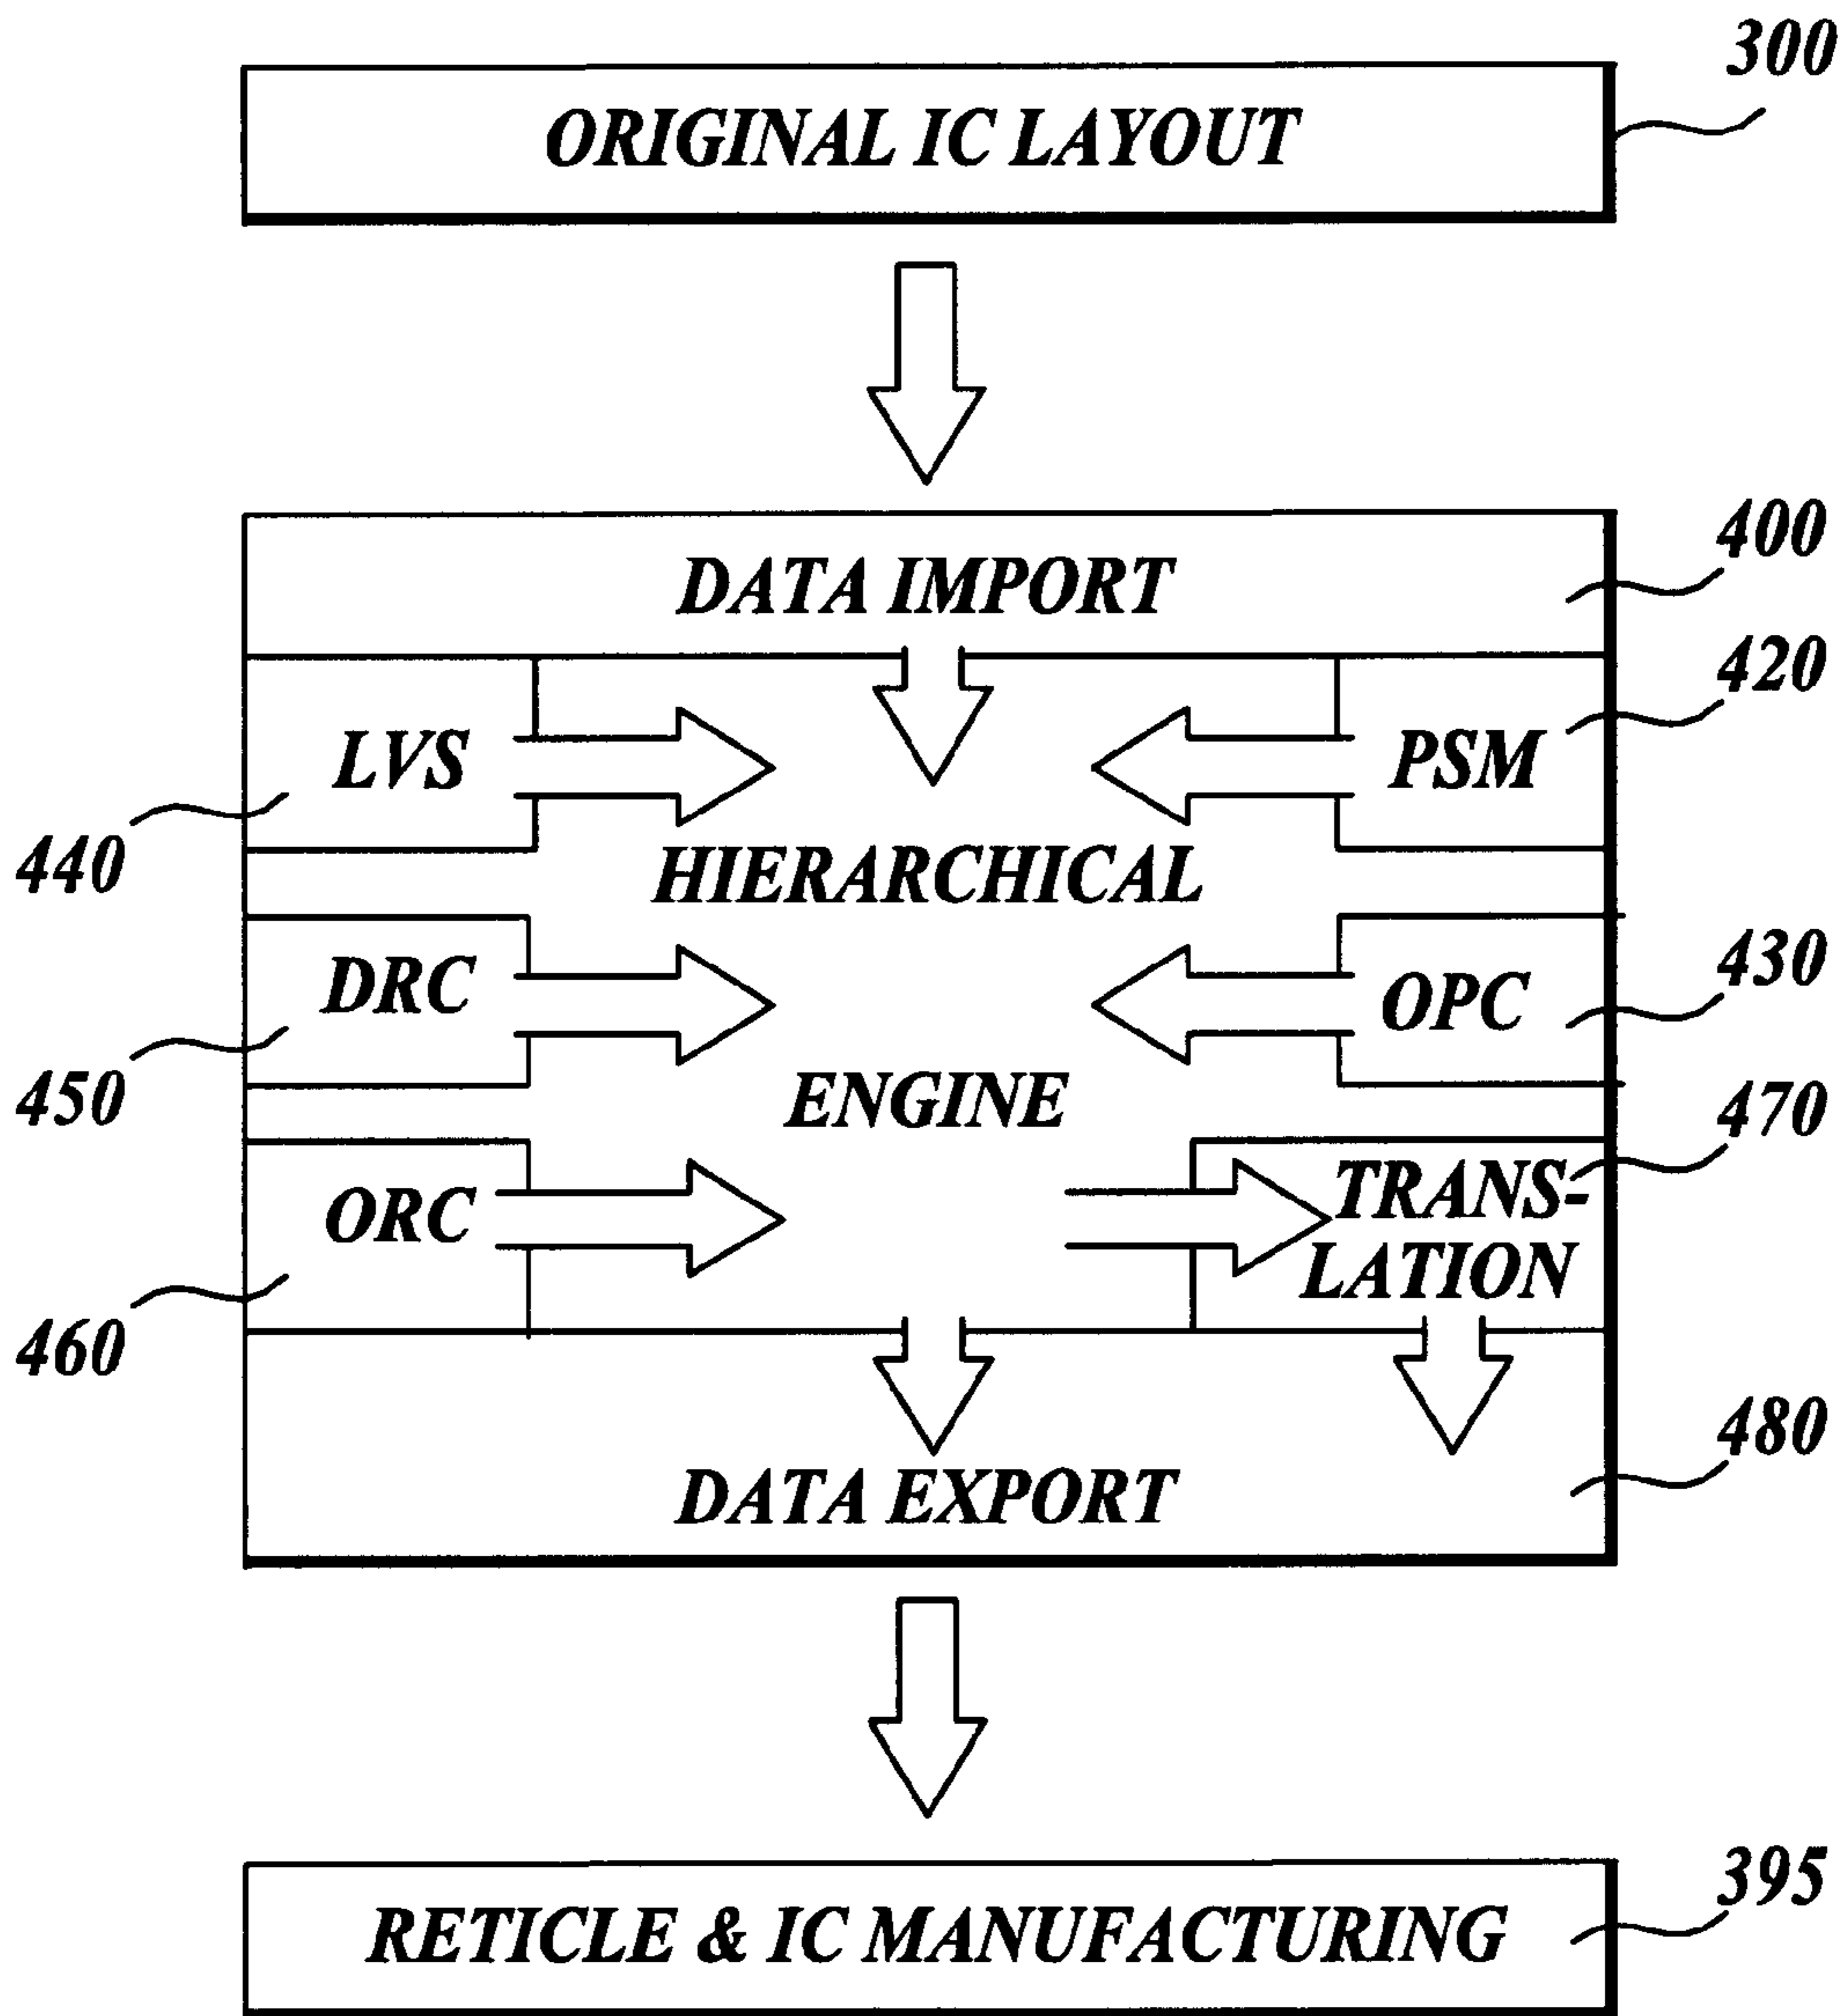 300
ORIGINAL IC LAYOUT
400
DATA IMPORT
420
LVS
PSM
440
HIERARCHICAL
DRC
430
OPC
450
ENGINE
470
ORC
TRANS-
LATION
460
480
DATA EXPORT
395
RETICLE & IC MANUFACTURING